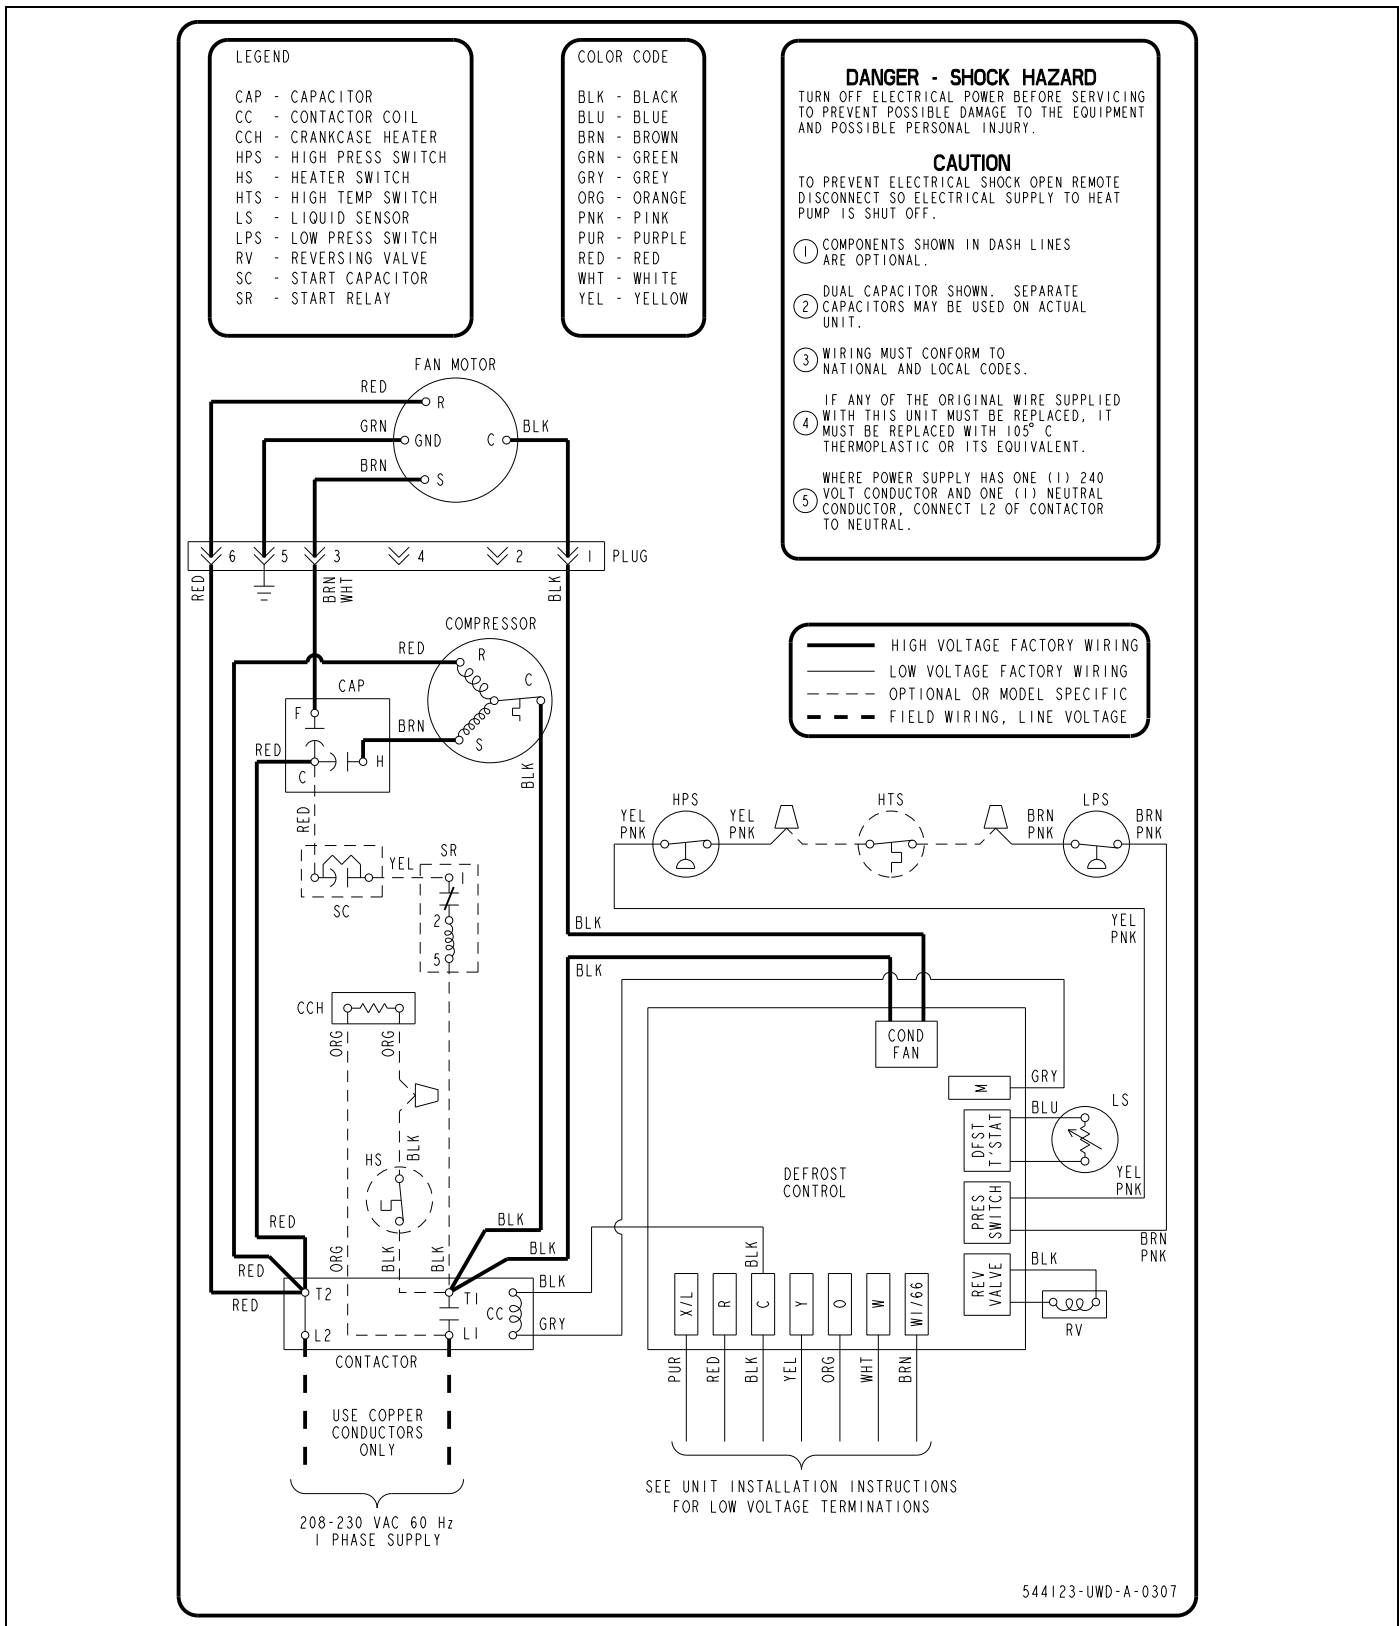 LEGEND
CAP - CAPACITOR
CC - CONTACTOR COIL
CCH - CRANKCASE HEATER
HPS - HIGH PRESS SWITCH
HS - HEATER SWITCH
HTS - HIGH TEMP SWITCH
LS - LIQUID SENSOR
LPS - LOW PRESS SWITCH
RV - REVERSING VALVE
SC - START CAPACITOR
SR - START RELAY
COLOR CODE
BLK - BLACK
BLU - BLUE
BRN - BROWN
GRN - GREEN
GRY - GREY
ORG - ORANGE
PNK - PINK
PUR - PURPLE
RED - RED
WHT - WHITE
YEL - YELLOW
DANGER - SHOCK HAZARD
TURN OFF ELECTRICAL POWER BEFORE SERVICING
TO PREVENT POSSIBLE DAMAGE TO THE EQUIPMENT
AND POSSIBLE PERSONAL INJURY.
CAUTION
TO PREVENT ELECTRICAL SHOCK OPEN REMOTE
DISCONNECT SO ELECTRICAL SUPPLY TO HEAT
PUMP IS SHUT OFF.
1 COMPONENTS SHOWN IN DASH LINES
ARE OPTIONAL.
2 DUAL CAPACITOR SHOWN. SEPARATE
CAPACITORS MAY BE USED ON ACTUAL
UNIT.
3 WIRING MUST CONFORM TO
NATIONAL AND LOCAL CODES.
4 IF ANY OF THE ORIGINAL WIRE SUPPLIED
WITH THIS UNIT MUST BE REPLACED, IT
MUST BE REPLACED WITH 105° C
THERMOPLASTIC OR ITS EQUIVALENT.
5 WHERE POWER SUPPLY HAS ONE (1) 240
VOLT CONDUCTOR AND ONE (1) NEUTRAL
CONDUCTOR, CONNECT L2 OF CONTACTOR
TO NEUTRAL.
HIGH VOLTAGE FACTORY WIRING
LOW VOLTAGE FACTORY WIRING
OPTIONAL OR MODEL SPECIFIC
FIELD WIRING, LINE VOLTAGE
FAN MOTOR
RED
R
GRN
GND
C
BLK
BRN
S
6
5
3
4
2
1
PLUG
RED
BRN
WHT
BLK
COMPRESSOR
RED
R
C
CAP
F
BRN
S
RED
H
C
BLK
RED
HPS
HTS
LPS
YEL
PNK
YEL
PNK
BRN
PNK
BRN
PNK
SR
YEL
1
SC
2
5
BLK
YEL
PNK
BLK
CCH
ORG
ORG
COND
FAN
M
GRY
BLU
LS
DFST
T'STAT
BLK
HS
DEFROST
CONTROL
YEL
PNK
PRES
SWITCH
RED
BLK
BRN
PNK
BLK
ORG
BLK
BLK
BLK
BLK
REV
VALVE
RED
BLK
T2
T1
CC
RED
GRY
L2
L1
X/L
R
C
Y
O
W
W1/66
RV
CONTACTOR
PUR
RED
BLK
YEL
ORG
WHT
BRN
USE COPPER
CONDUCTORS
ONLY
SEE UNIT INSTALLATION INSTRUCTIONS
FOR LOW VOLTAGE TERMINATIONS
208-230 VAC 60 Hz
1 PHASE SUPPLY
544123-UWD-A-0307